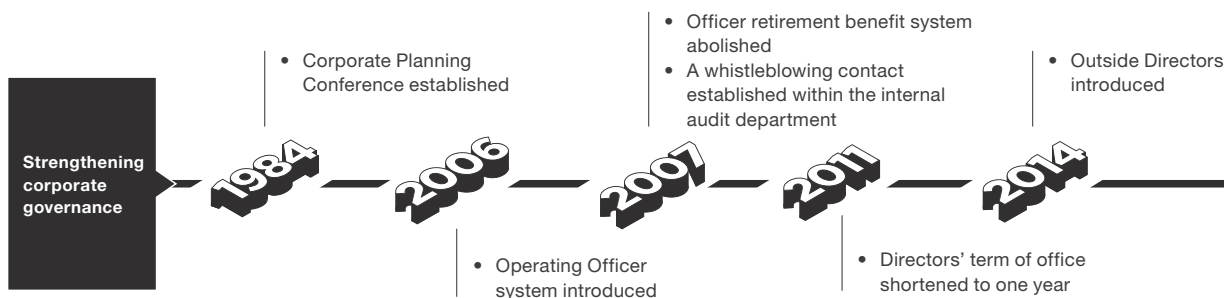 Strengthening
corporate
governance
1984
• Corporate Planning
Conference established
2006
• Operating Officer
system introduced
2007
• Officer retirement benefit system
abolished
• A whistleblowing contact
established within the internal
audit department
2011
• Directors’ term of office
shortened to one year
2014
• Outside Directors
introduced